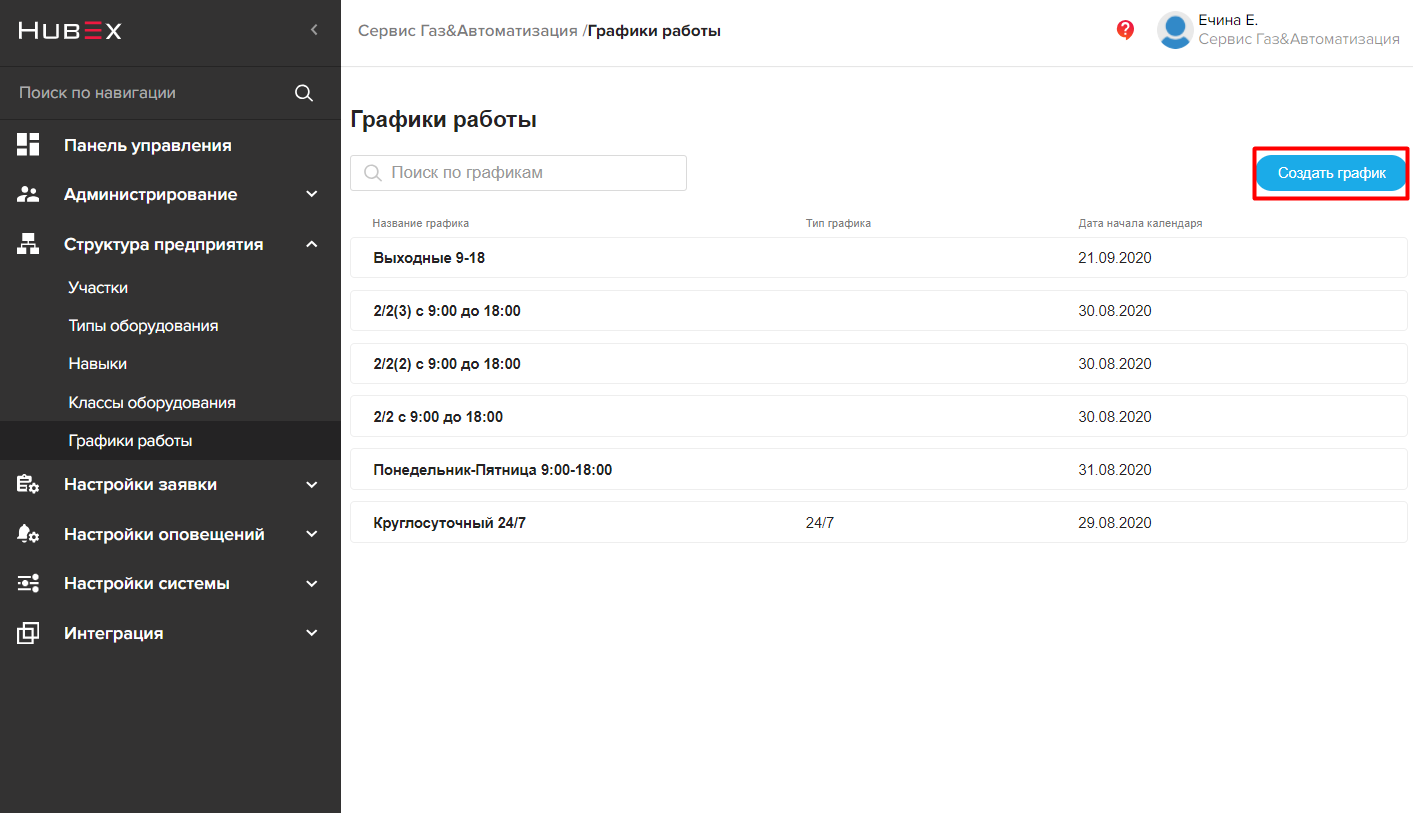 HUBEX
Поиск по навигации
Панель управления
Администрирование
Структура предприятия
Участки
Типы оборудования
Навыки
Классы оборудования
Графики работы
Настройки заявки
Настройки оповещений
Настройки системы
Интеграция
Сервис Газ&Автоматизация /Графики работы
?
Ечина Е.
Сервис Газ&Автоматизация
Графики работы
Поиск по графикам
Создать график
Название графика Тип графика Дата начала календаря
Выходные 9-18 21.09.2020
2/2(3) с 9:00 до 18:00 30.08.2020
2/2(2) с 9:00 до 18:00 30.08.2020
2/2 с 9:00 до 18:00 30.08.2020
Понедельник-Пятница 9:00-18:00 31.08.2020
Круглосуточный 24/7 24/7 29.08.2020